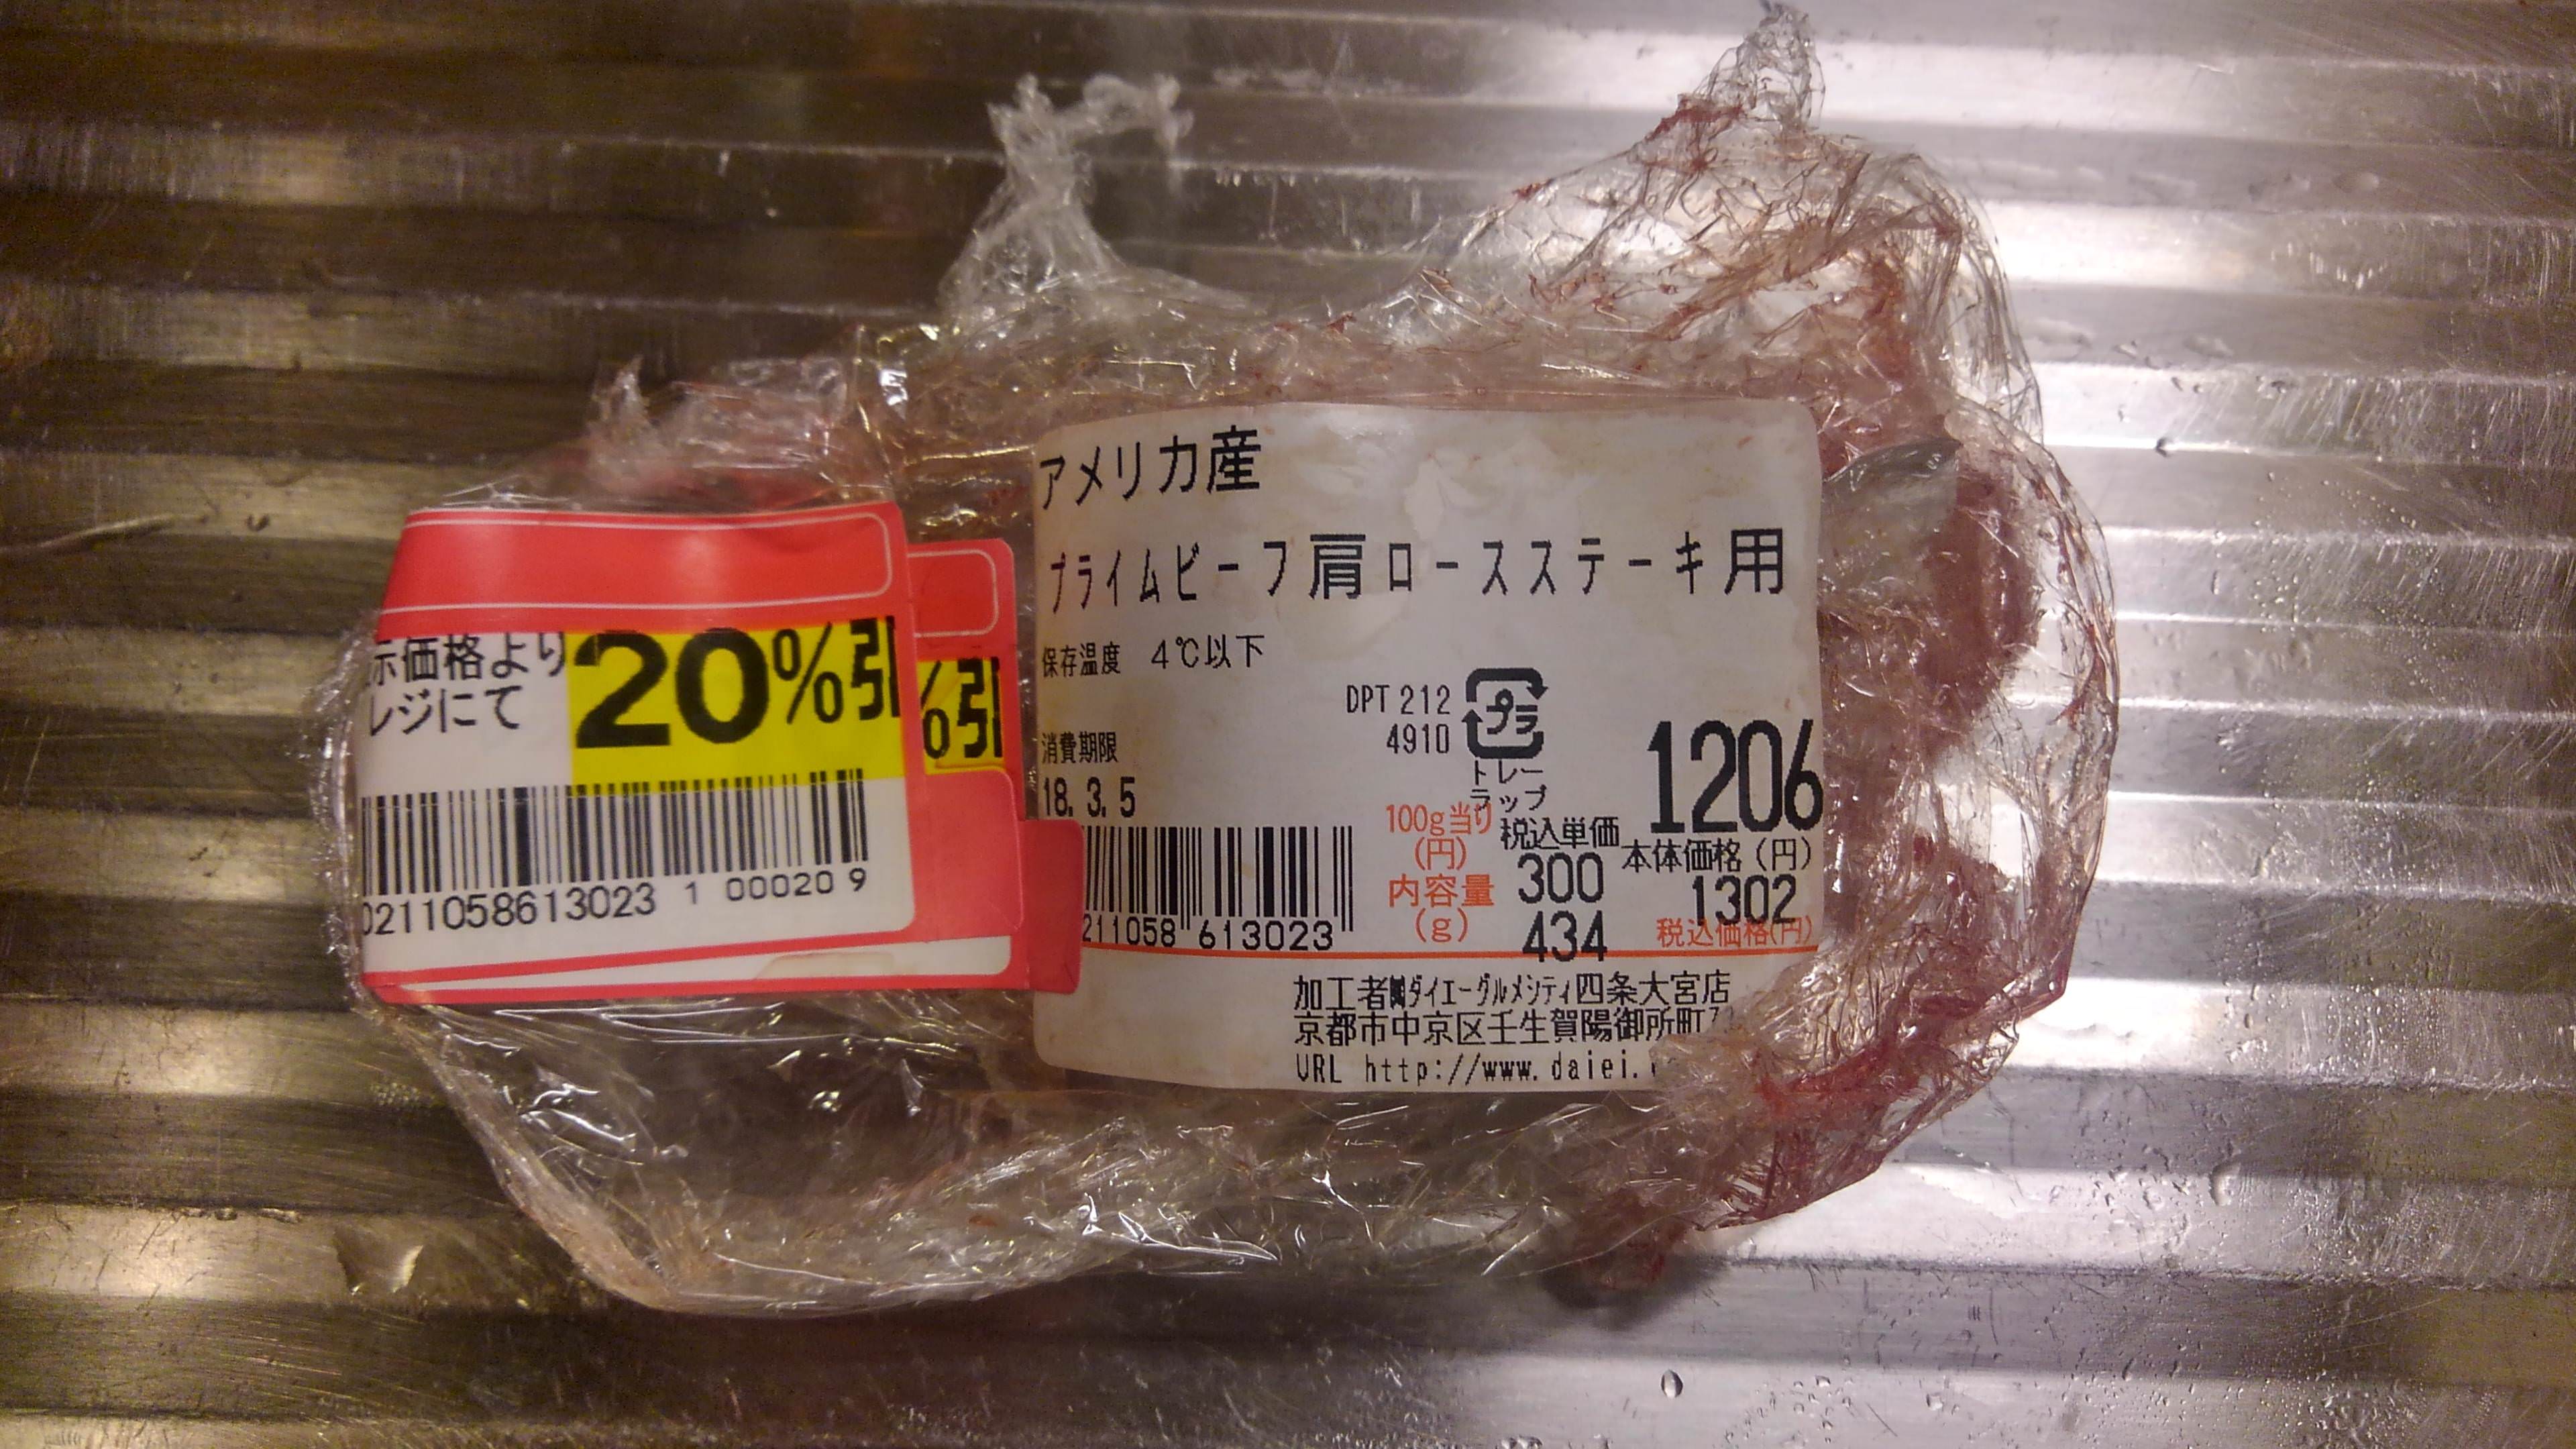 示価格より
レジにて
20%引
%引
0211058613023 1 00020 9
アメリカ産
プライムビーフ肩ロースステーキ用
保存温度 4℃以下
DPT 212
4910
プラ
トレー
ラップ
消費期限
18. 3. 5
1206
本体価格(円)
100g当り
(円)
税込単価
300
内容量
(g)
434
1302
税込価格(円)
211058 613023
加工者㈱ダイエーグルメシティ四条大宮店
京都市中京区壬生賀陽御所町
URL http://www.daiei.